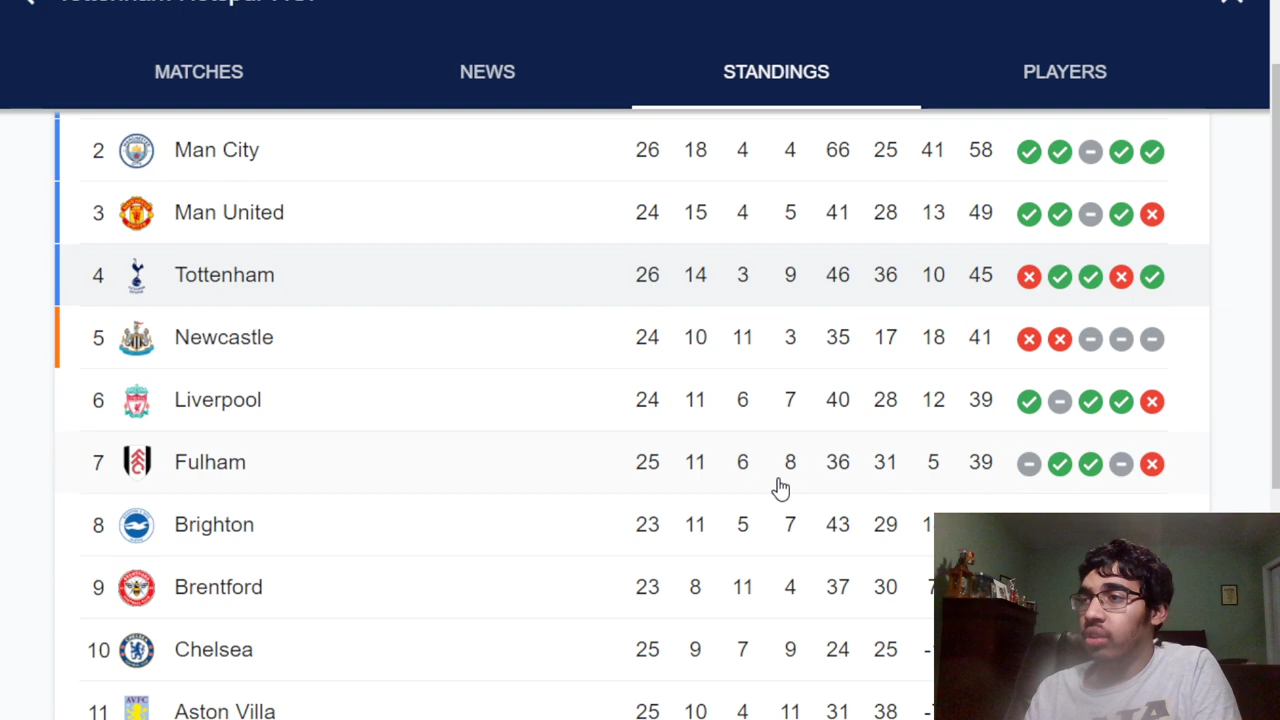 MATCHES NEWS STANDINGS PLAYERS
2 Man City 26 18 4 4 66 25 41 58
3 Man United 24 15 4 5 41 28 13 49
4 Tottenham 26 14 3 9 46 36 10 45
5 Newcastle 24 10 11 3 35 17 18 41
6 Liverpool 24 11 6 7 40 28 12 39
7 Fulham 25 11 6 8 36 31 5 39
8 Brighton 23 11 5 7 43 29
9 Brentford 23 8 11 4 37 30
10 Chelsea 25 9 7 9 24 25
AVFC
11 Aston Villa 25 10 4 11 31 38